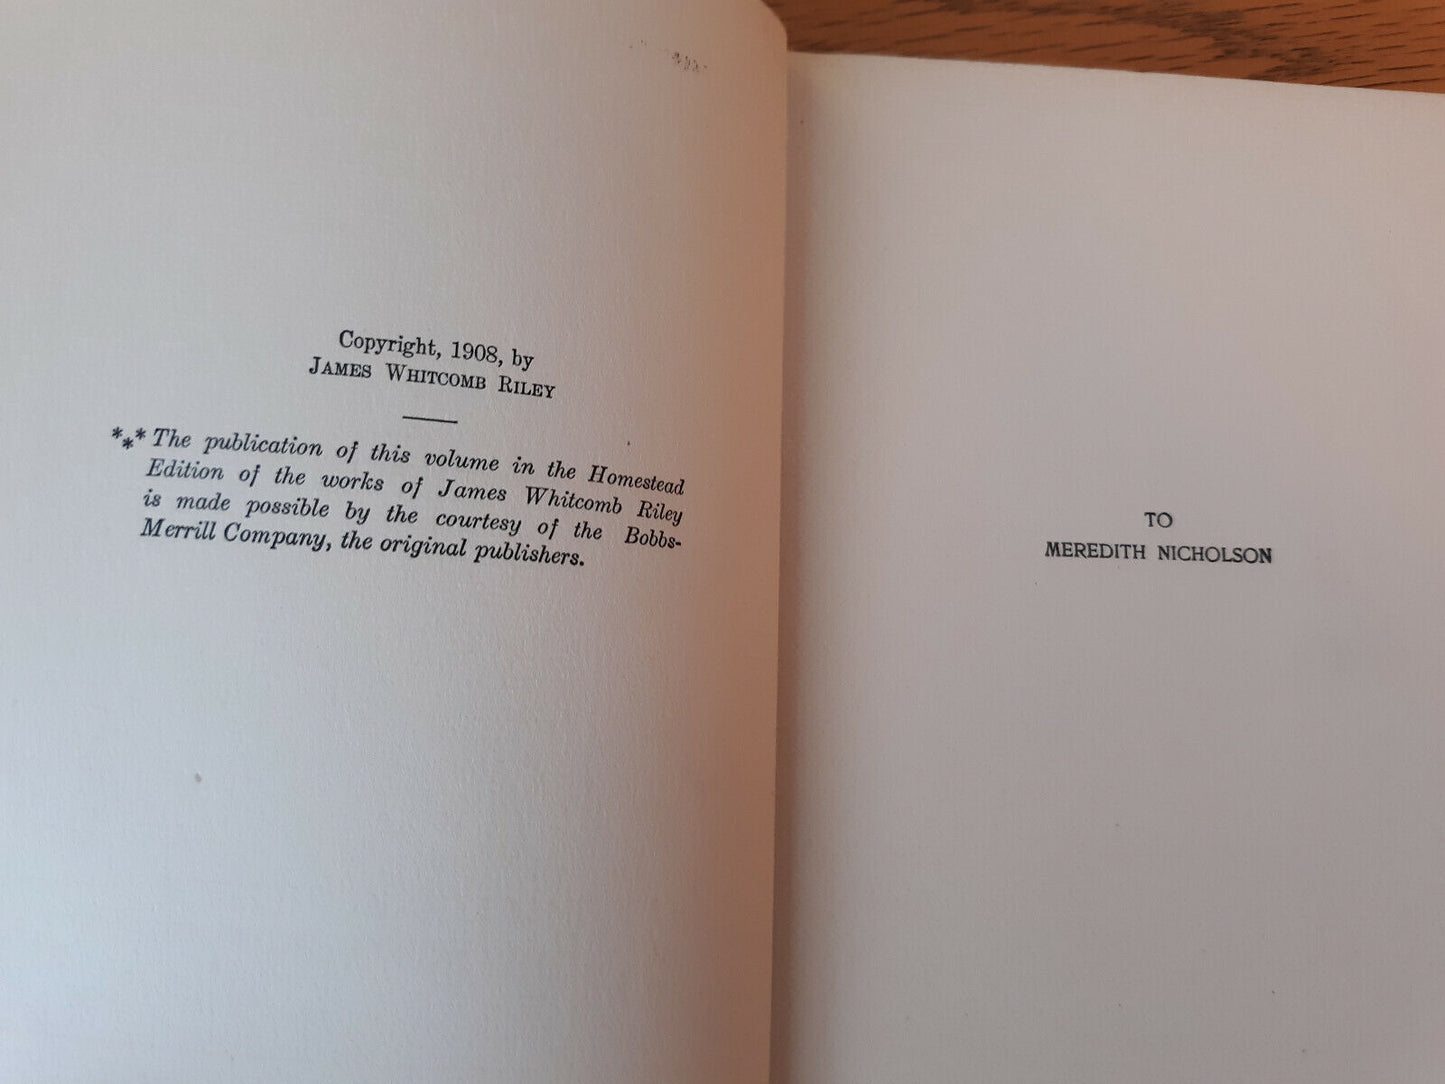 Copyright, 1908, by
JAMES WHITCOMB RILEY
*** The publication of this volume in the Homestead
Edition of the works of James Whitcomb Riley
is made possible by the courtesy of the Bobbs-
Merrill Company, the original publishers.
TO
MEREDITH NICHOLSON